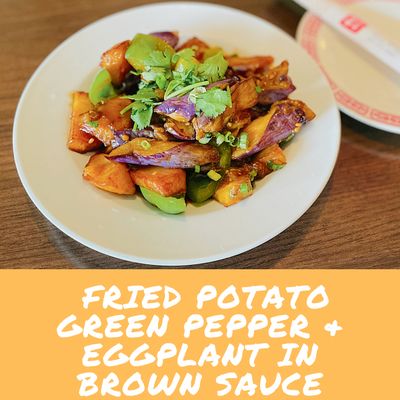 FRIED POTATO
GREEN PEPPER &
EGGPLANT IN
BROWN SAUCE